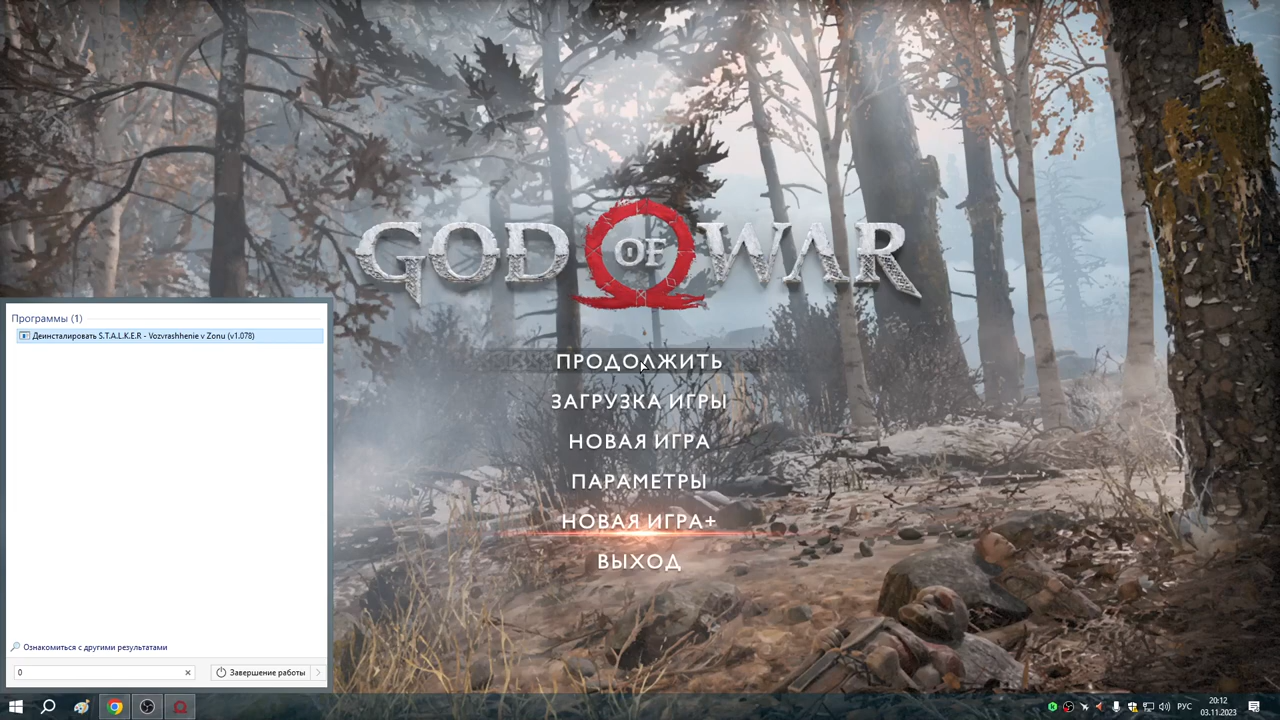 GOD OF WAR
ПРОДОЛЖИТЬ
ЗАГРУЗКА ИГРЫ
НОВАЯ ИГРА
ПАРАМЕТРЫ
НОВАЯ ИГРА+
ВЫХОД
Программы (1)
Деинсталировать S.T.A.L.K.E.R - Vozvrashhenie v Zonu (v1.078)
Ознакомиться с другими результатами
0
Завершение работы
РУС
20:12
03.11.2023